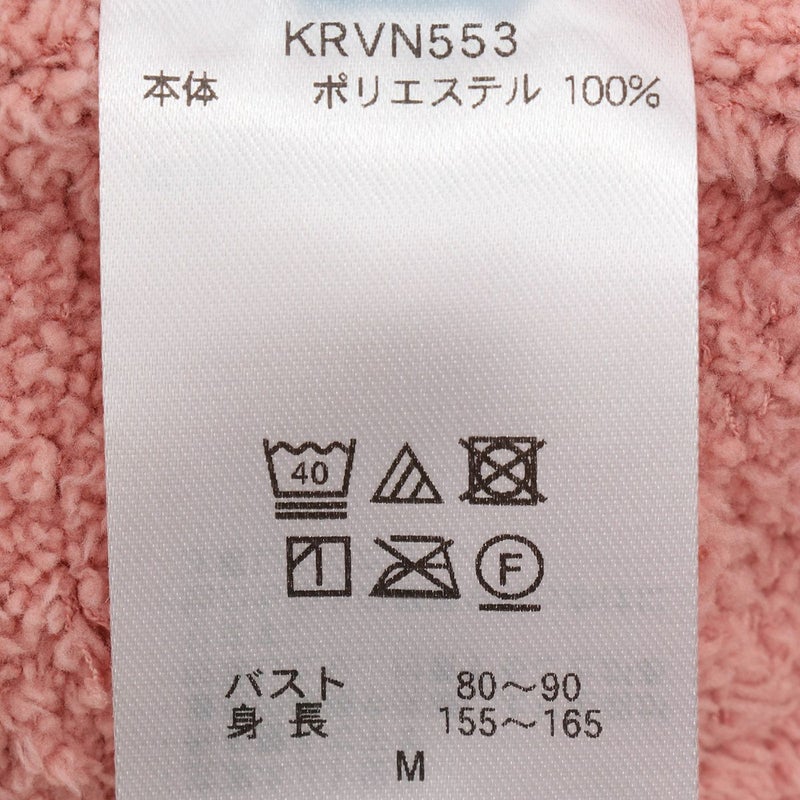 KRVN553
本体 ポリエステル 100%
40
F
バスト 80～90
身長 155～165
M